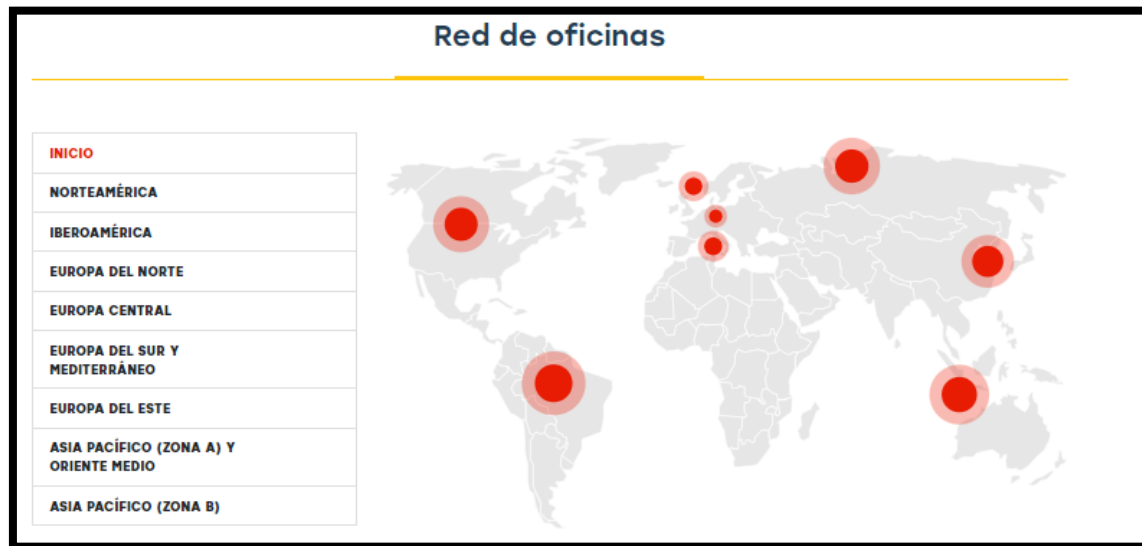 Red de oficinas
INICIO
NORTEAMÉRICA
IBEROAMÉRICA
EUROPA DEL NORTE
EUROPA CENTRAL
EUROPA DEL SUR Y
MEDITERRÁNEO
EUROPA DEL ESTE
ASIA PACÍFICO (ZONA A) Y
ORIENTE MEDIO
ASIA PACÍFICO (ZONA B)